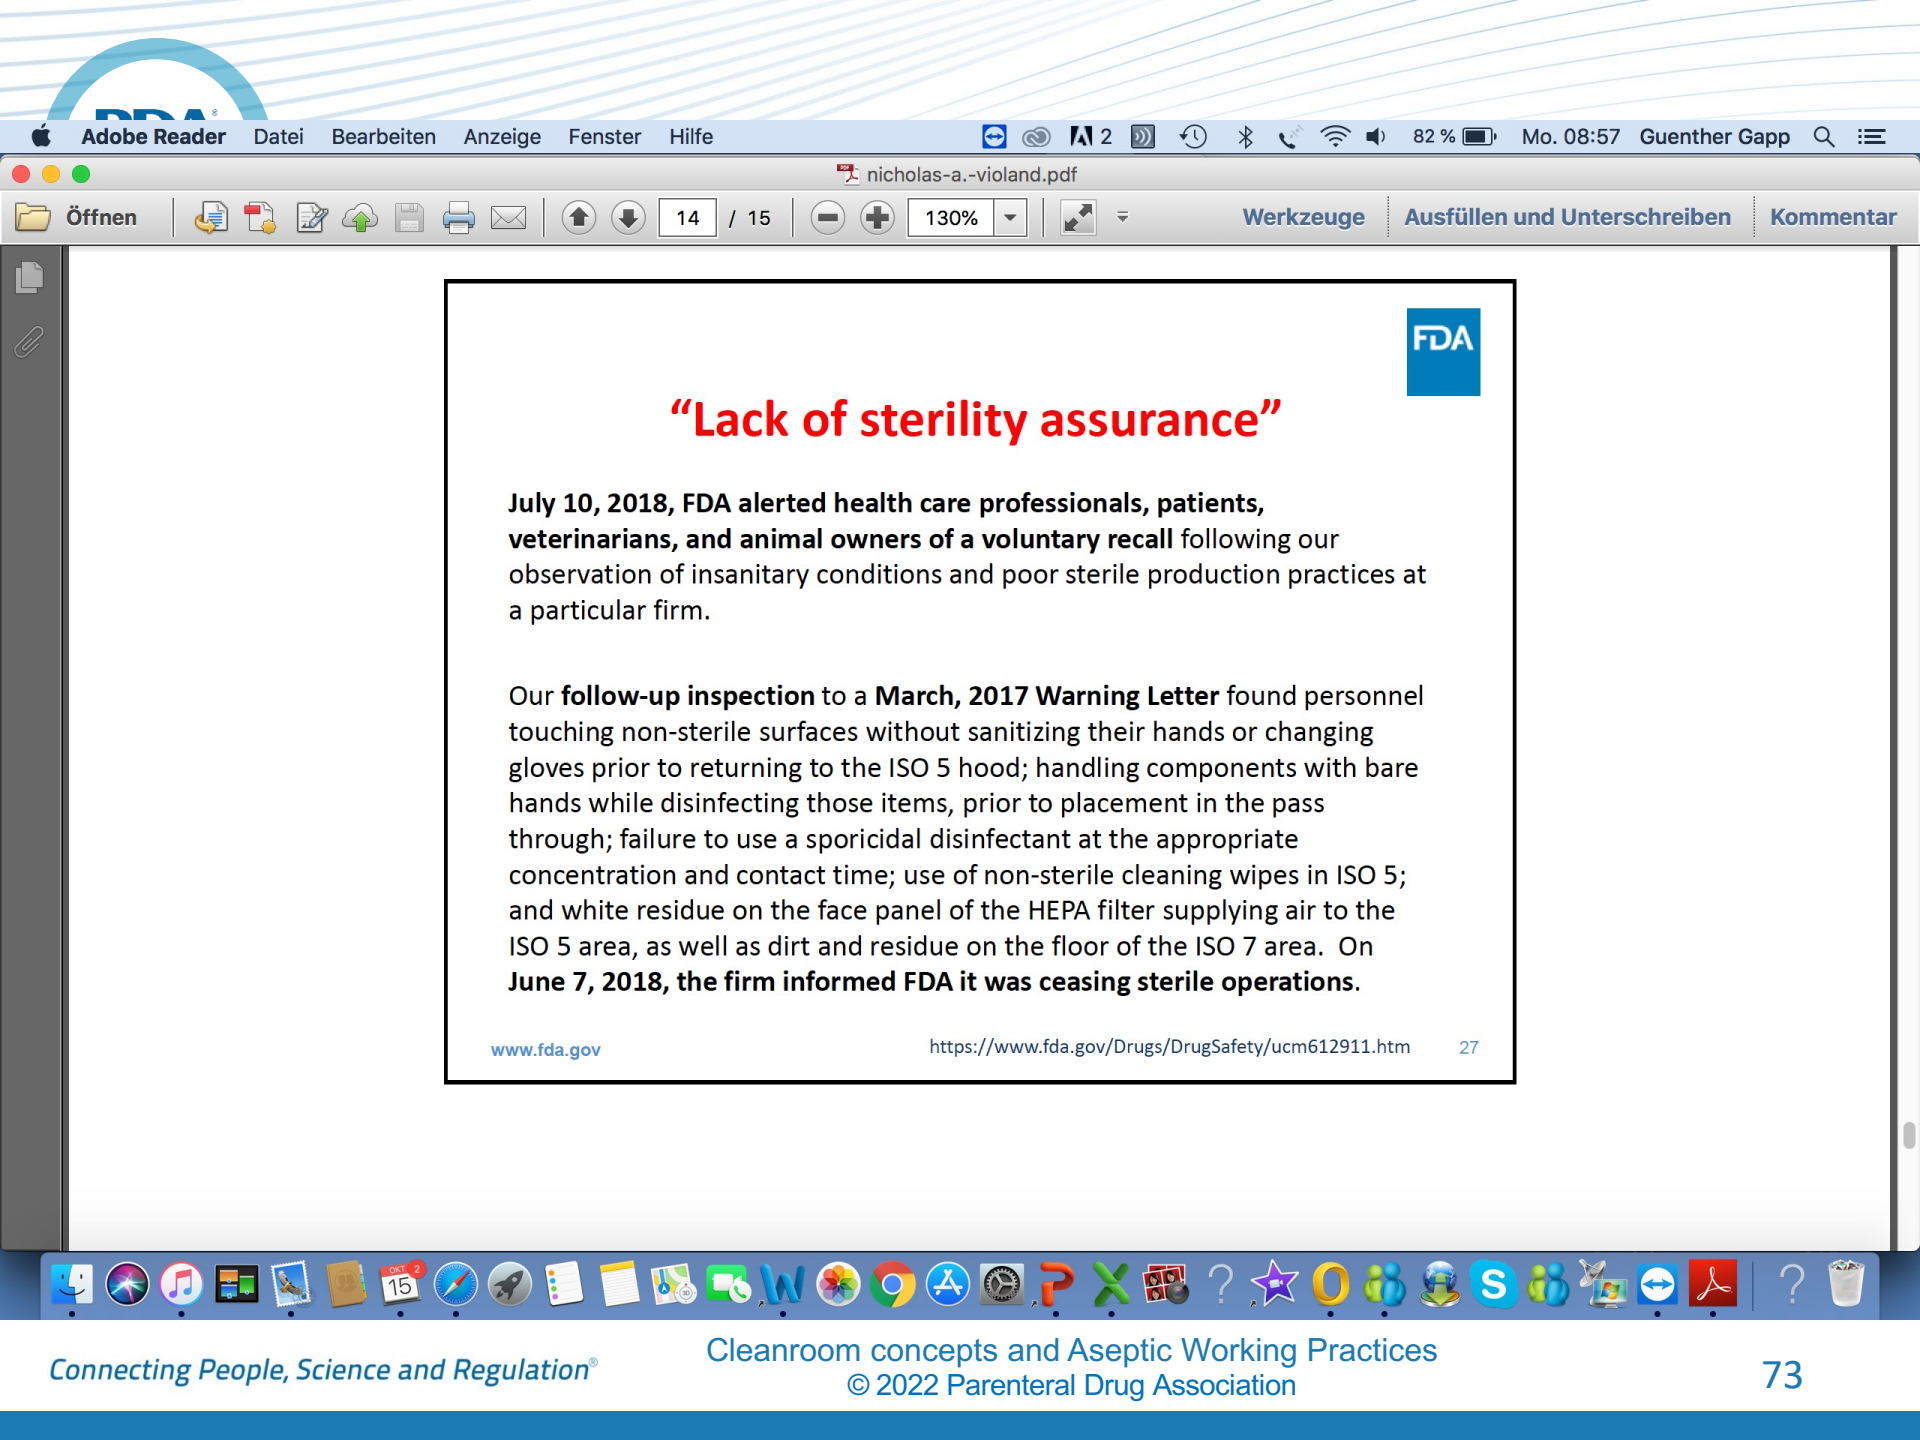 PDA®
Adobe Reader Datei Bearbeiten Anzeige Fenster Hilfe 2 82 % Mo. 08:57 Guenther Gapp
nicholas-a.-violand.pdf
Öffnen 14 / 15 130% Werkzeuge Ausfüllen und Unterschreiben Kommentar
FDA
“Lack of sterility assurance”
July 10, 2018, FDA alerted health care professionals, patients,
veterinarians, and animal owners of a voluntary recall following our
observation of insanitary conditions and poor sterile production practices at
a particular firm.
Our follow-up inspection to a March, 2017 Warning Letter found personnel
touching non-sterile surfaces without sanitizing their hands or changing
gloves prior to returning to the ISO 5 hood; handling components with bare
hands while disinfecting those items, prior to placement in the pass
through; failure to use a sporicidal disinfectant at the appropriate
concentration and contact time; use of non-sterile cleaning wipes in ISO 5;
and white residue on the face panel of the HEPA filter supplying air to the
ISO 5 area, as well as dirt and residue on the floor of the ISO 7 area.  On
June 7, 2018, the firm informed FDA it was ceasing sterile operations.
www.fda.gov https://www.fda.gov/Drugs/DrugSafety/ucm612911.htm 27
OKT 2
15
Connecting People, Science and Regulation®
Cleanroom concepts and Aseptic Working Practices
© 2022 Parenteral Drug Association
73